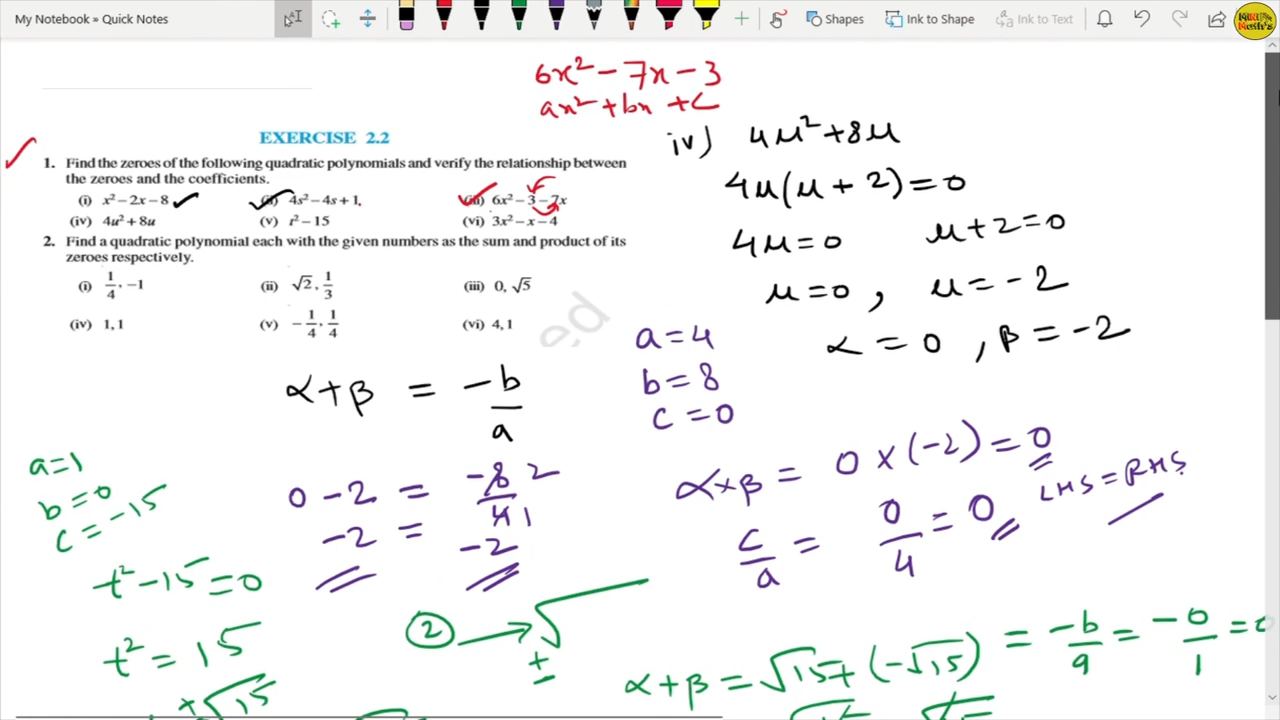 My Notebook » Quick Notes
Shapes
Ink to Shape
Ink to Text
6x² - 7x - 3
ax² + bx + c
EXERCISE 2.2
1. Find the zeroes of the following quadratic polynomials and verify the relationship between
the zeroes and the coefficients.
(i) x² – 2x – 8 (ii) 4s² – 4s + 1 (iii) 6x² – 3 – 7x
(iv) 4u² + 8u (v) t² – 15 (vi) 3x² – x – 4
2. Find a quadratic polynomial each with the given numbers as the sum and product of its
zeroes respectively.
(i) 1/4, –1 (ii) √2, 1/3 (iii) 0, √5
(iv) 1, 1 (v) –1/4, 1/4 (vi) 4, 1
iv) 4u² + 8u
4u(u + 2) = 0
4u = 0 u + 2 = 0
u = 0, u = -2
α = 0, β = -2
a = 4
b = 8
c = 0
α + β = -b/a
0 - 2 = -8/4 2 1
-2 = -2
α × β = 0 × (-2) = 0
c/a = 0/4 = 0
LHS = RHS
a = 1
b = 0
c = -15
t² - 15 = 0
t² = 15
② → ± √
α + β = √15 + (-√15) = -b/a = -0/1 = 0